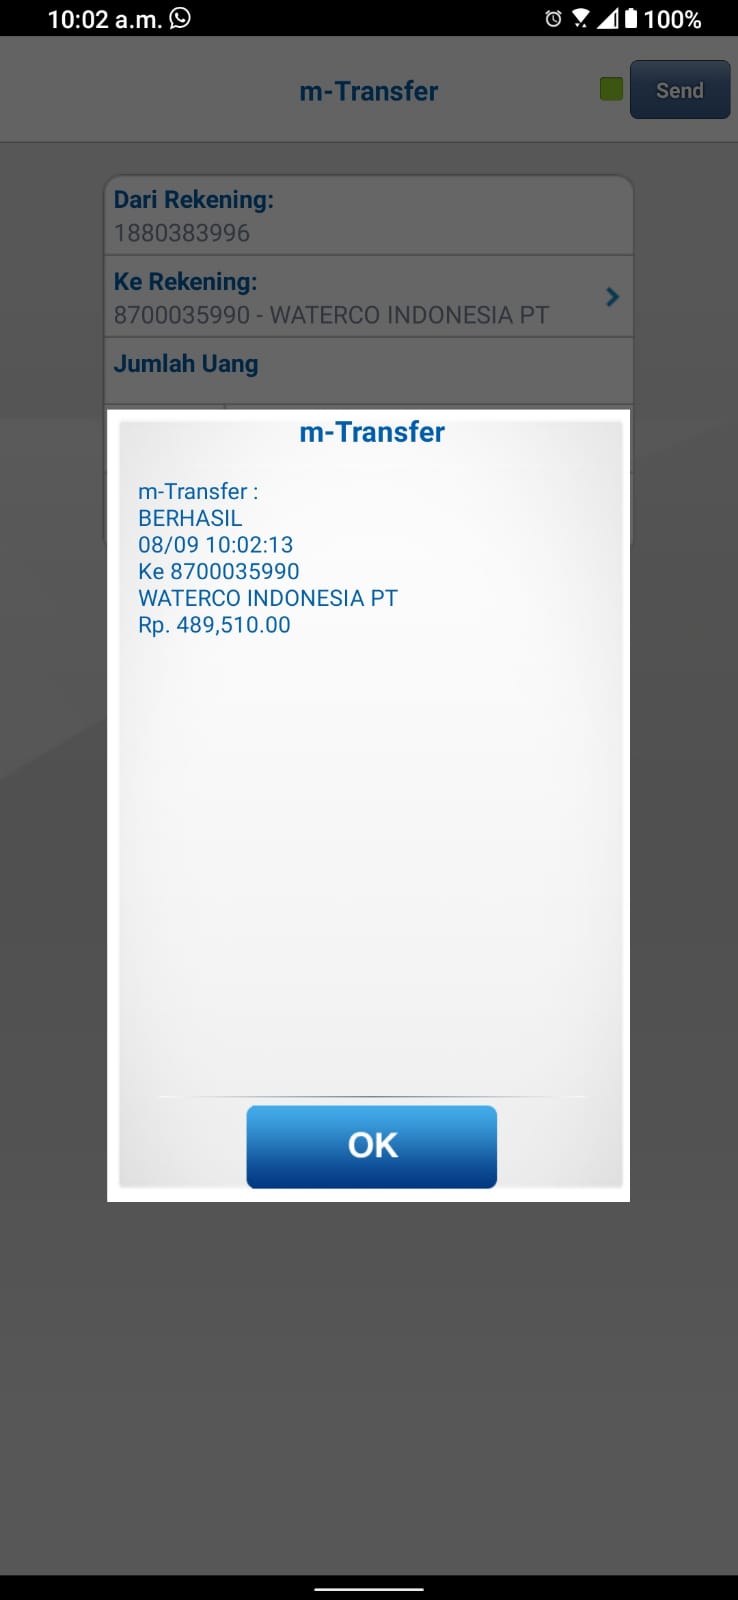 10:02 a.m. 100%
m-Transfer
Send
Dari Rekening:
1880383996
Ke Rekening:
8700035990 - WATERCO INDONESIA PT
Jumlah Uang
m-Transfer
m-Transfer :
BERHASIL
08/09 10:02:13
Ke 8700035990
WATERCO INDONESIA PT
Rp. 489,510.00
OK